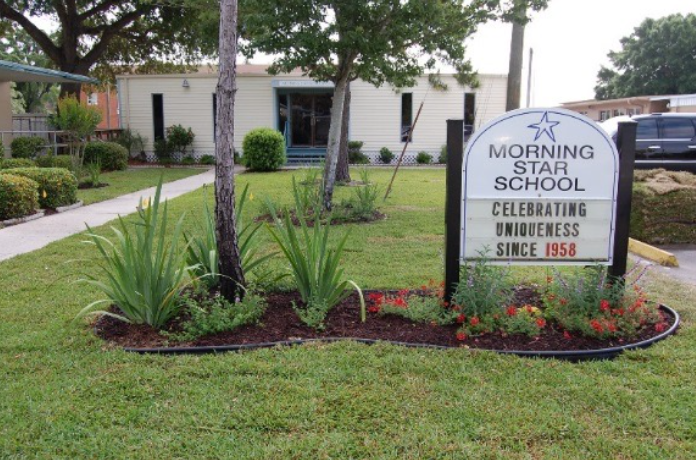 MORNING
STAR
SCHOOL
CELEBRATING
UNIQUENESS
SINCE 1958